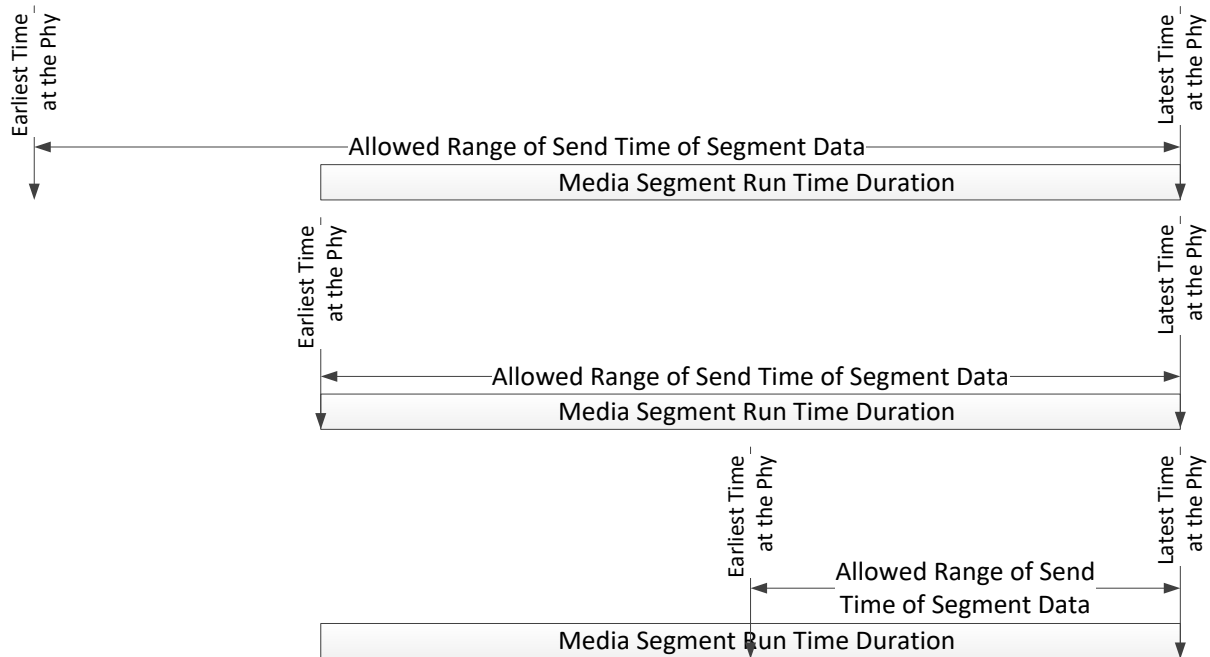 Earliest Time
at the Phy
Latest Time
at the Phy
Allowed Range of Send Time of Segment Data
Media Segment Run Time Duration
Earliest Time
at the Phy
Latest Time
at the Phy
Allowed Range of Send Time of Segment Data
Media Segment Run Time Duration
Earliest Time
at the Phy
Latest Time
at the Phy
Allowed Range of Send
Time of Segment Data
Media Segment Run Time Duration